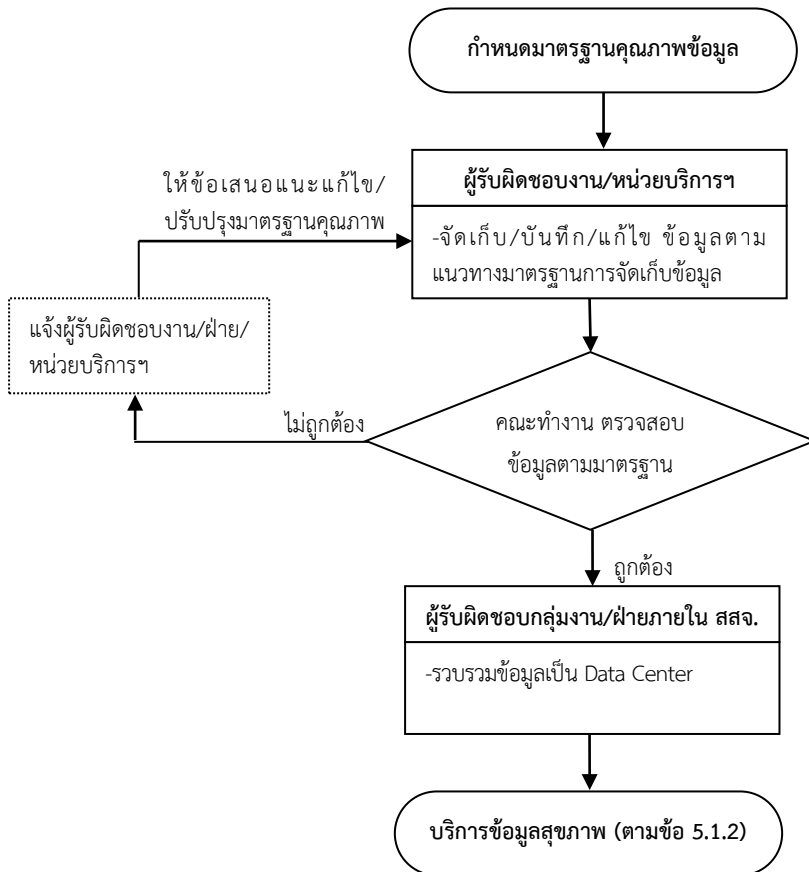 กำหนดมาตรฐานคุณภาพข้อมูล
ให้ข้อเสนอแนะแก้ไข/
ปรับปรุงมาตรฐานคุณภาพ
ผู้รับผิดชอบงาน/หน่วยบริการฯ
-จัดเก็บ/บันทึก/แก้ไข ข้อมูลตาม
แนวทางมาตรฐานการจัดเก็บข้อมูล
แจ้งผู้รับผิดชอบงาน/ฝ่าย/
หน่วยบริการฯ
ไม่ถูกต้อง
คณะทำงาน ตรวจสอบ
ข้อมูลตามมาตรฐาน
ถูกต้อง
ผู้รับผิดชอบกลุ่มงาน/ฝ่ายภายใน สสจ.
-รวบรวมข้อมูลเป็น Data Center
บริการข้อมูลสุขภาพ (ตามข้อ 5.1.2)